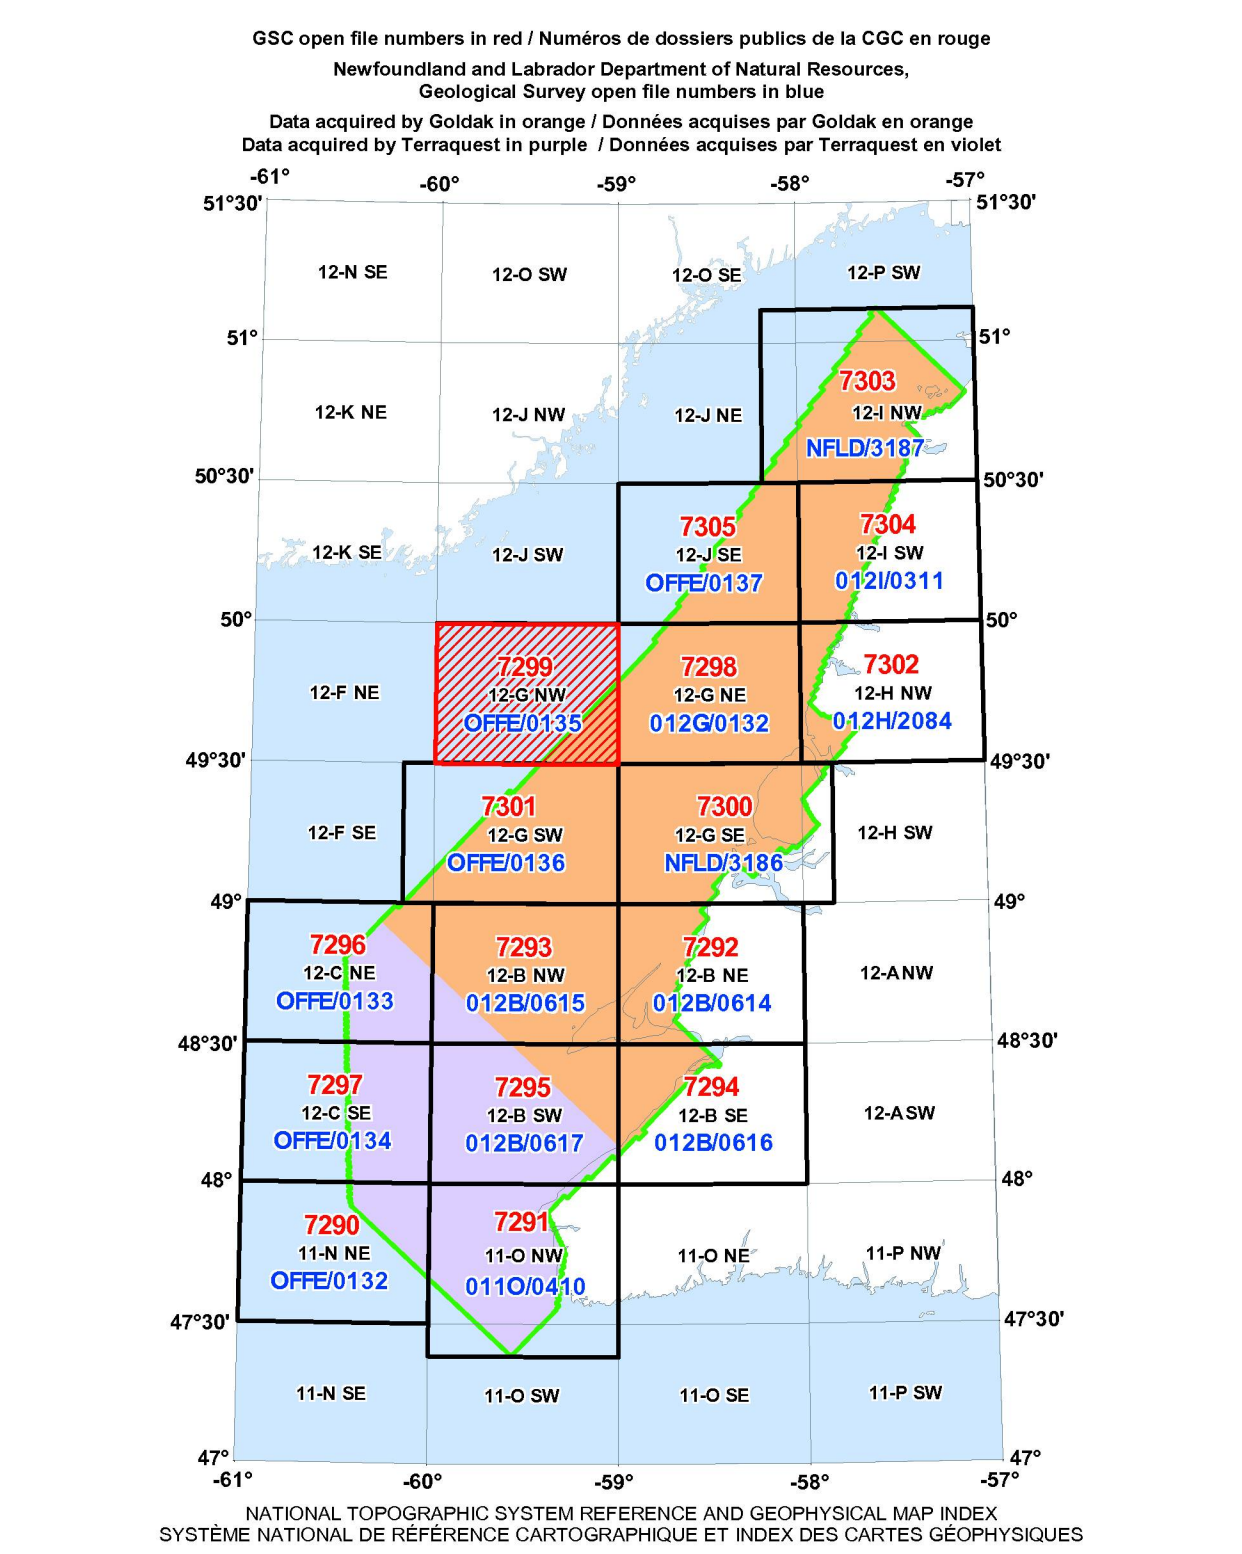 GSC open file numbers in red / Numéros de dossiers publics de la CGC en rouge
Newfoundland and Labrador Department of Natural Resources,
Geological Survey open file numbers in blue
Data acquired by Goldak in orange / Données acquises par Goldak en orange
Data acquired by Terraquest in purple / Données acquises par Terraquest en violet
-61° -60° -59° -58° -57°
51°30' 51°30'
12-N SE 12-O SW 12-O SE 12-P SW
51° 51°
7303
12-K NE 12-J NW 12-J NE 12-I NW
NFLD/3187
50°30' 50°30'
7305 7304
12-K SE 12-J SW 12-J SE 12-I SW
OFFE/0137 012I/0311
50° 50°
7299 7298 7302
12-F NE 12-G NW 12-G NE 12-H NW
OFFE/0135 012G/0132 012H/2084
49°30' 49°30'
7301 7300
12-F SE 12-G SW 12-G SE 12-H SW
OFFE/0136 NFLD/3186
49° 49°
7296 7293 7292
12-C NE 12-B NW 12-B NE 12-A NW
OFFE/0133 012B/0615 012B/0614
48°30' 48°30'
7297 7295 7294
12-C SE 12-B SW 12-B SE 12-A SW
OFFE/0134 012B/0617 012B/0616
48° 48°
7290 7291
11-N NE 11-O NW 11-O NE 11-P NW
OFFE/0132 011O/0410
47°30' 47°30'
11-N SE 11-O SW 11-O SE 11-P SW
47° 47°
-61° -60° -59° -58° -57°
NATIONAL TOPOGRAPHIC SYSTEM REFERENCE AND GEOPHYSICAL MAP INDEX
SYSTÈME NATIONAL DE RÉFÉRENCE CARTOGRAPHIQUE ET INDEX DES CARTES GÉOPHYSIQUES